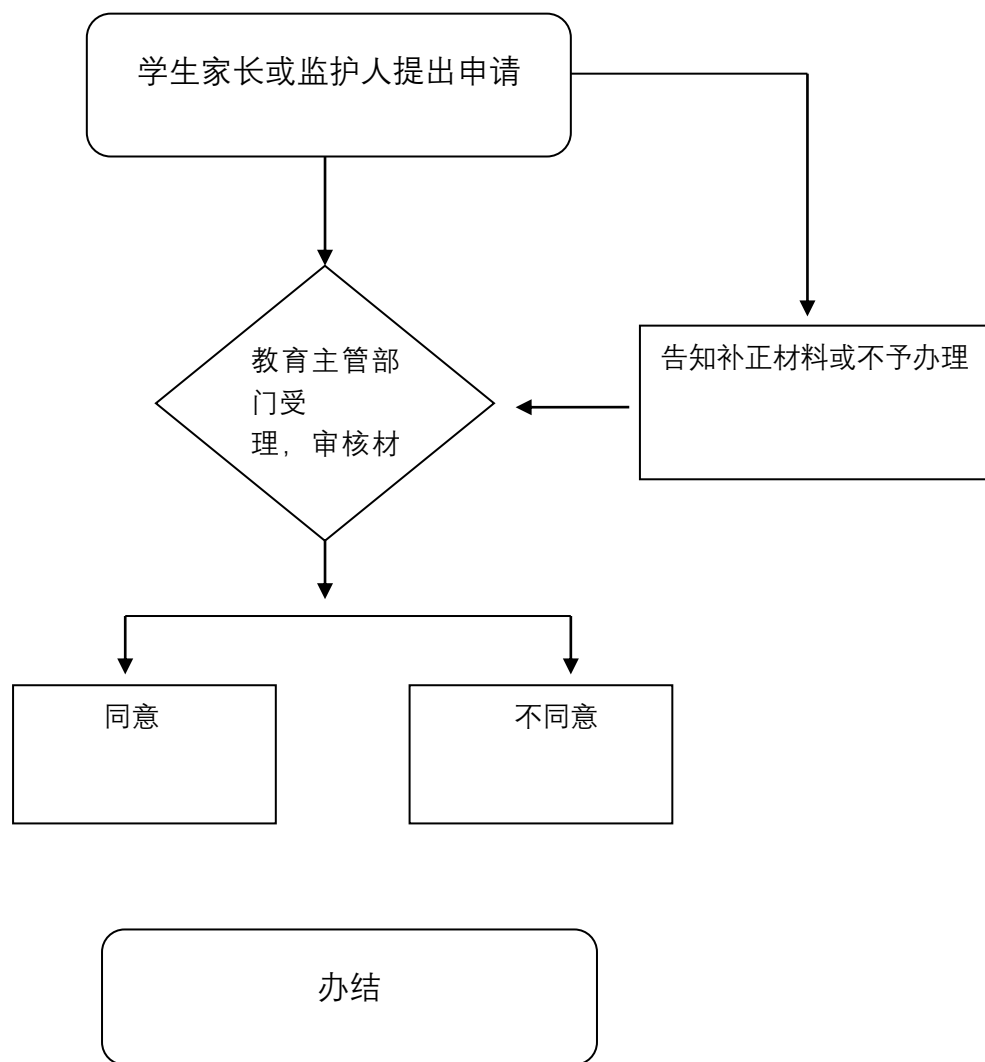 学生家长或监护人提出申请
教育主管部
门受
理，审核材
告知补正材料或不予办理
同意
不同意
办结